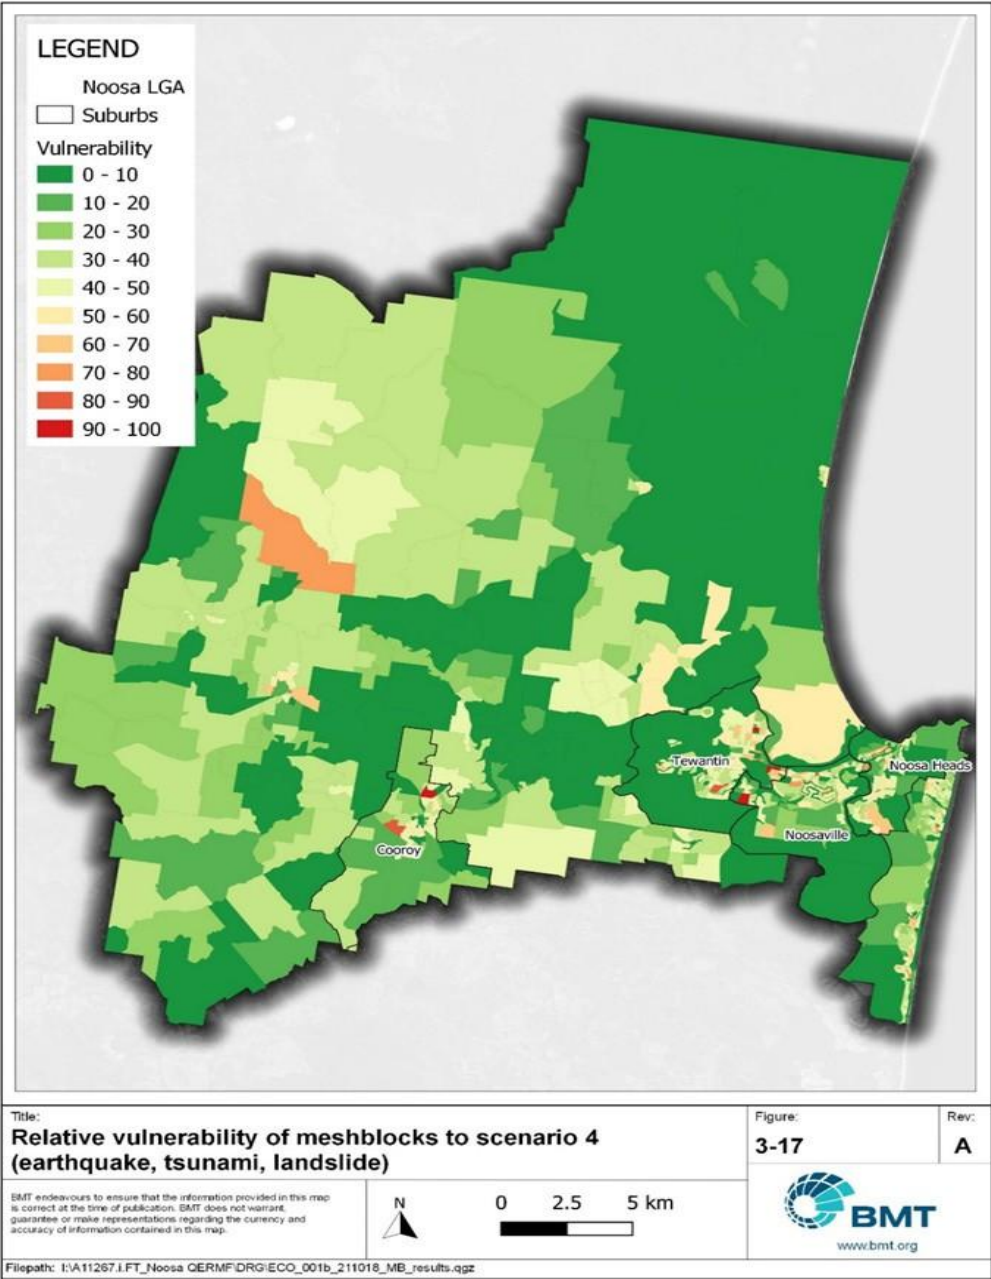 LEGEND
Noosa LGA
Suburbs
Vulnerability
0 - 10
10 - 20
20 - 30
30 - 40
40 - 50
50 - 60
60 - 70
70 - 80
80 - 90
90 - 100
Tewantin
Noosa Heads
Noosaville
Cooroy
Title:
Relative vulnerability of meshblocks to scenario 4
(earthquake, tsunami, landslide)
Figure:
3-17
Rev:
A
BMT endeavours to ensure that the information provided in this map
is correct at the time of publication. BMT does not warrant,
guarantee or make representations regarding the currency and
accuracy of information contained in this map.
N
0 2.5 5 km
BMT
www.bmt.org
Filepath: I:\A11267.i.FT_Noosa QERMF\DRG\ECO_001b_211018_MB_results.qgz